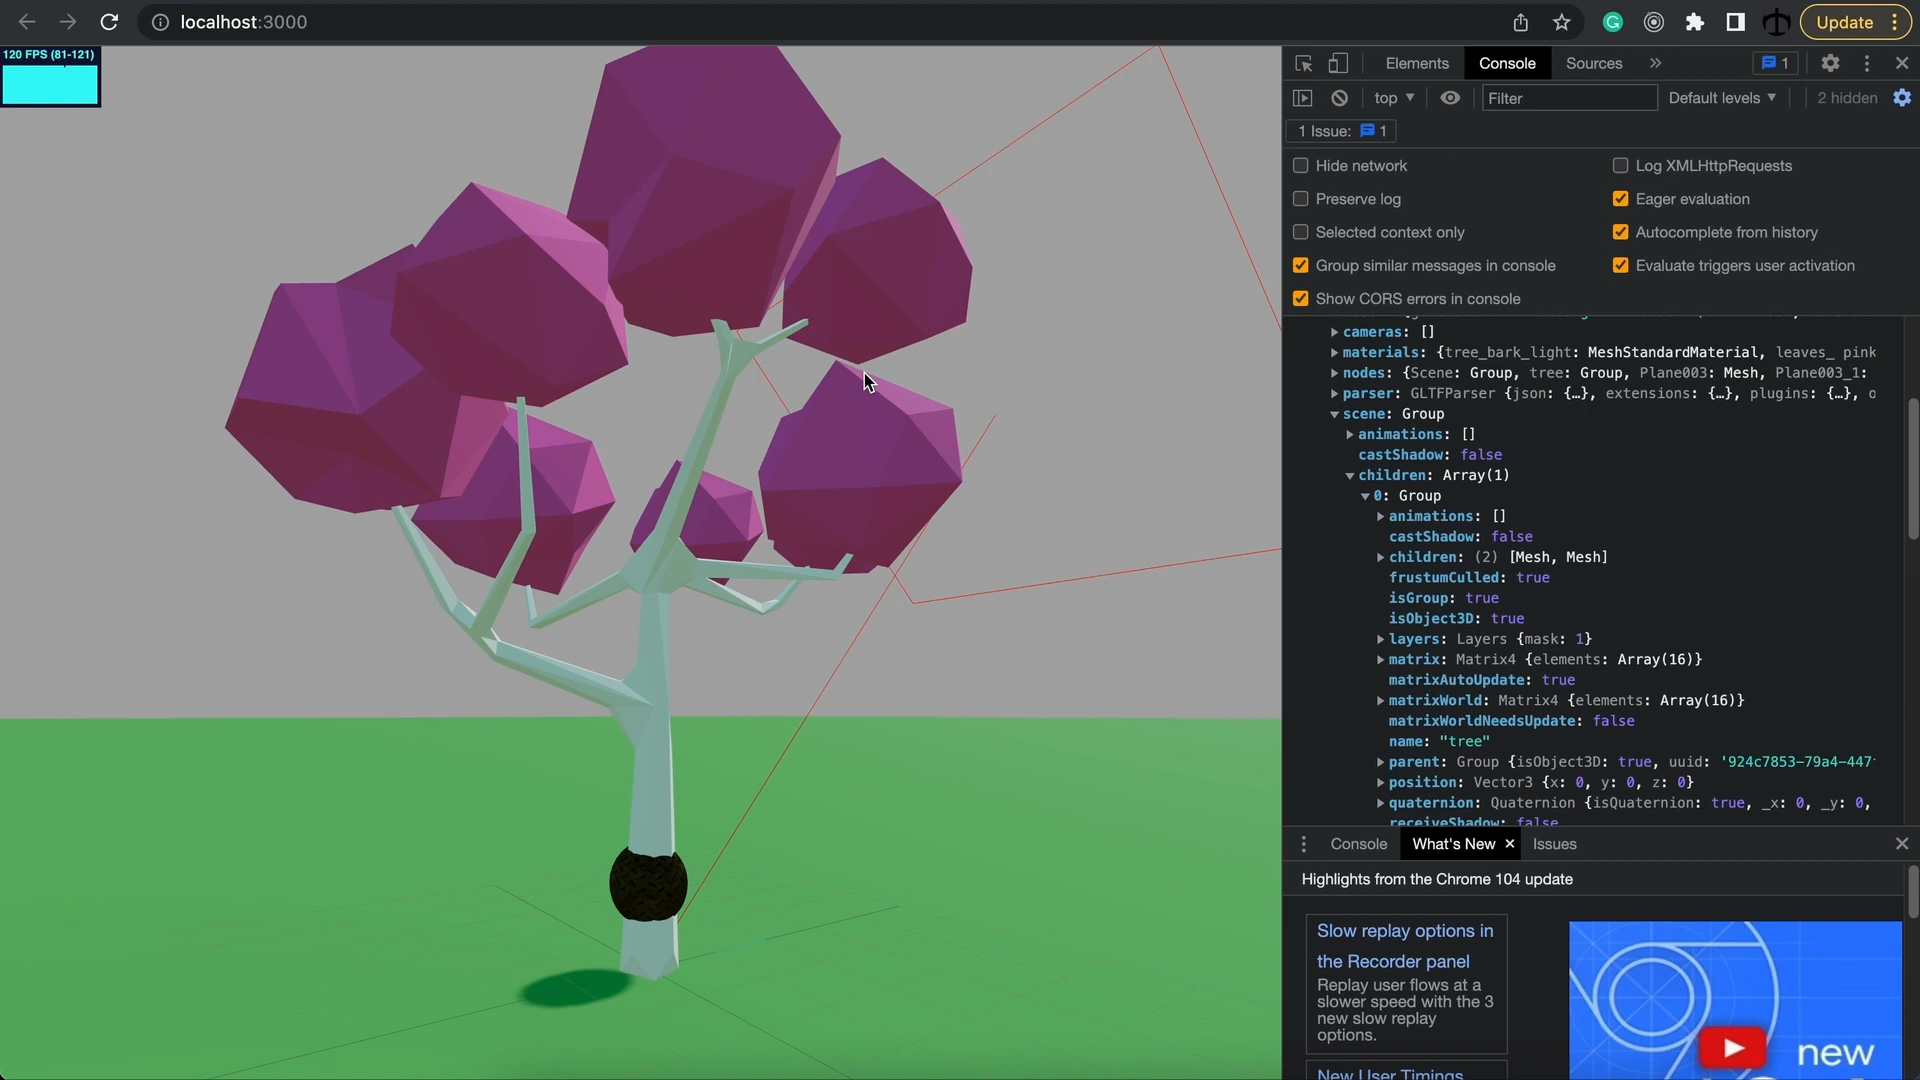 localhost:3000
Update
120 FPS (81-121)
Elements
Console
Sources
1
top
Filter
Default levels
2 hidden
1 Issue: 1
Hide network
Log XMLHttpRequests
Preserve log
Eager evaluation
Selected context only
Autocomplete from history
Group similar messages in console
Evaluate triggers user activation
Show CORS errors in console
cameras: []
materials: {tree_bark_light: MeshStandardMaterial, leaves_ pink
nodes: {Scene: Group, tree: Group, Plane003: Mesh, Plane003_1:
parser: GLTFParser {json: {…}, extensions: {…}, plugins: {…}, o
scene: Group
animations: []
castShadow: false
children: Array(1)
0: Group
animations: []
castShadow: false
children: (2) [Mesh, Mesh]
frustumCulled: true
isGroup: true
isObject3D: true
layers: Layers {mask: 1}
matrix: Matrix4 {elements: Array(16)}
matrixAutoUpdate: true
matrixWorld: Matrix4 {elements: Array(16)}
matrixWorldNeedsUpdate: false
name: "tree"
parent: Group {isObject3D: true, uuid: '924c7853-79a4-447
position: Vector3 {x: 0, y: 0, z: 0}
quaternion: Quaternion {isQuaternion: true, _x: 0, _y: 0,
receiveShadow: false
Console
What's New
Issues
Highlights from the Chrome 104 update
Slow replay options in
the Recorder panel
Replay user flows at a
slower speed with the 3
new slow replay
options.
New User Timings
new